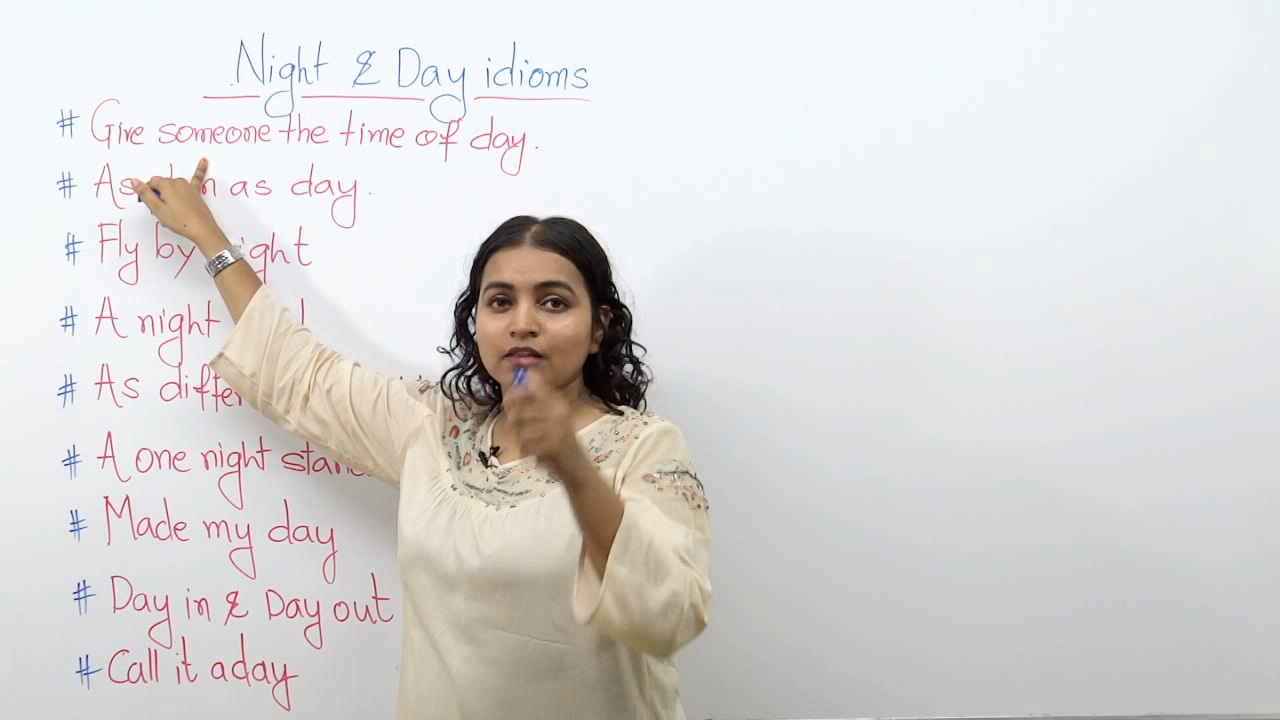 Night & Day idioms
# Give someone the time of day.
# As as day.
# Fly by night
# A night
# As
# A one night
# Made my day
# Day in & Day out
# Call it a day